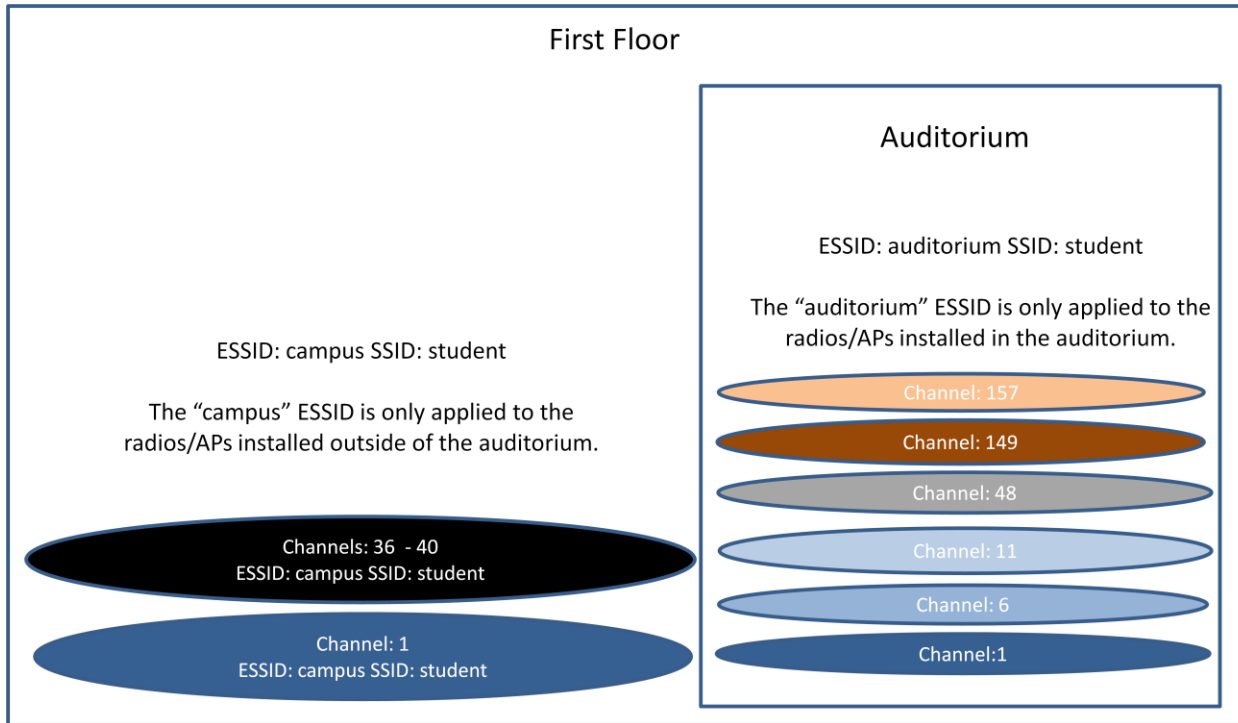 First Floor
Auditorium
ESSID: auditorium SSID: student
The “auditorium” ESSID is only applied to the
radios/APs installed in the auditorium.
ESSID: campus SSID: student
The “campus” ESSID is only applied to the
radios/APs installed outside of the auditorium.
Channel: 157
Channel: 149
Channel: 48
Channel: 11
Channel: 6
Channel:1
Channels: 36  - 40
ESSID: campus SSID: student
Channel: 1
ESSID: campus SSID: student